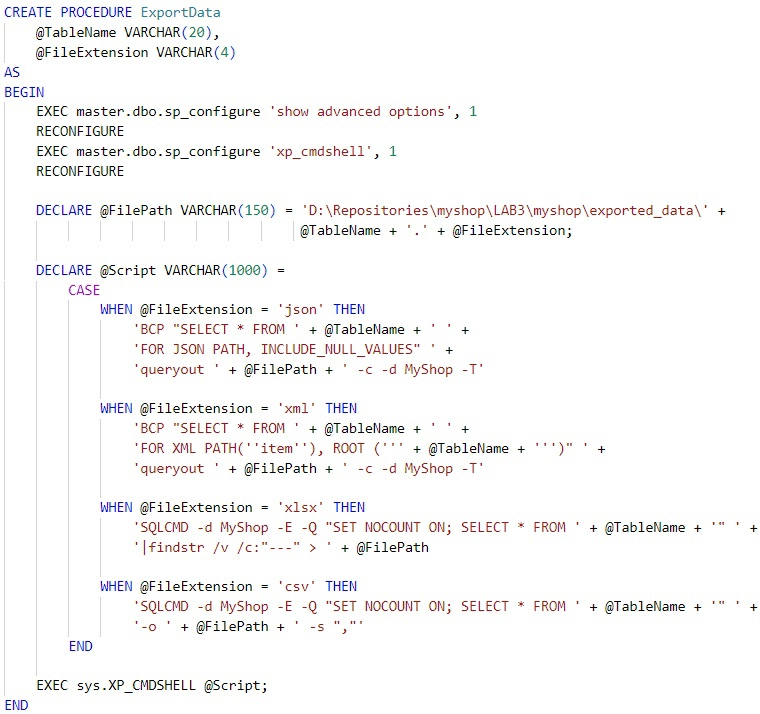 CREATE PROCEDURE ExportData
    @TableName VARCHAR(20),
    @FileExtension VARCHAR(4)
AS
BEGIN
    EXEC master.dbo.sp_configure 'show advanced options', 1
    RECONFIGURE
    EXEC master.dbo.sp_configure 'xp_cmdshell', 1
    RECONFIGURE

    DECLARE @FilePath VARCHAR(150) = 'D:\Repositories\myshop\LAB3\myshop\exported_data\' +
                                     @TableName + '.' + @FileExtension;

    DECLARE @Script VARCHAR(1000) =
        CASE
            WHEN @FileExtension = 'json' THEN
                'BCP "SELECT * FROM ' + @TableName + ' ' +
                'FOR JSON PATH, INCLUDE_NULL_VALUES" ' +
                'queryout ' + @FilePath + ' -c -d MyShop -T'

            WHEN @FileExtension = 'xml' THEN
                'BCP "SELECT * FROM ' + @TableName + ' ' +
                'FOR XML PATH(''item''), ROOT (''' + @TableName + ''')" ' +
                'queryout ' + @FilePath + ' -c -d MyShop -T'

            WHEN @FileExtension = 'xlsx' THEN
                'SQLCMD -d MyShop -E -Q "SET NOCOUNT ON; SELECT * FROM ' + @TableName + '" ' +
                '|findstr /v /c:"---" > ' + @FilePath

            WHEN @FileExtension = 'csv' THEN
                'SQLCMD -d MyShop -E -Q "SET NOCOUNT ON; SELECT * FROM ' + @TableName + '" ' +
                '-o ' + @FilePath + ' -s ","'
        END

    EXEC sys.XP_CMDSHELL @Script;
END